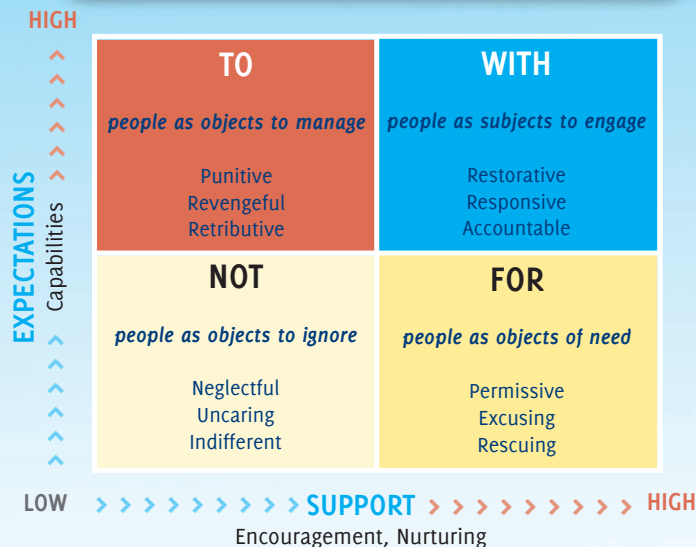 HIGH
TO
people as objects to manage
Punitive
Revengeful
Retributive
WITH
people as subjects to engage
Restorative
Responsive
Accountable
EXPECTATIONS
Capabilities
NOT
people as objects to ignore
Neglectful
Uncaring
Indifferent
FOR
people as objects of need
Permissive
Excusing
Rescuing
LOW
SUPPORT
HIGH
Encouragement, Nurturing